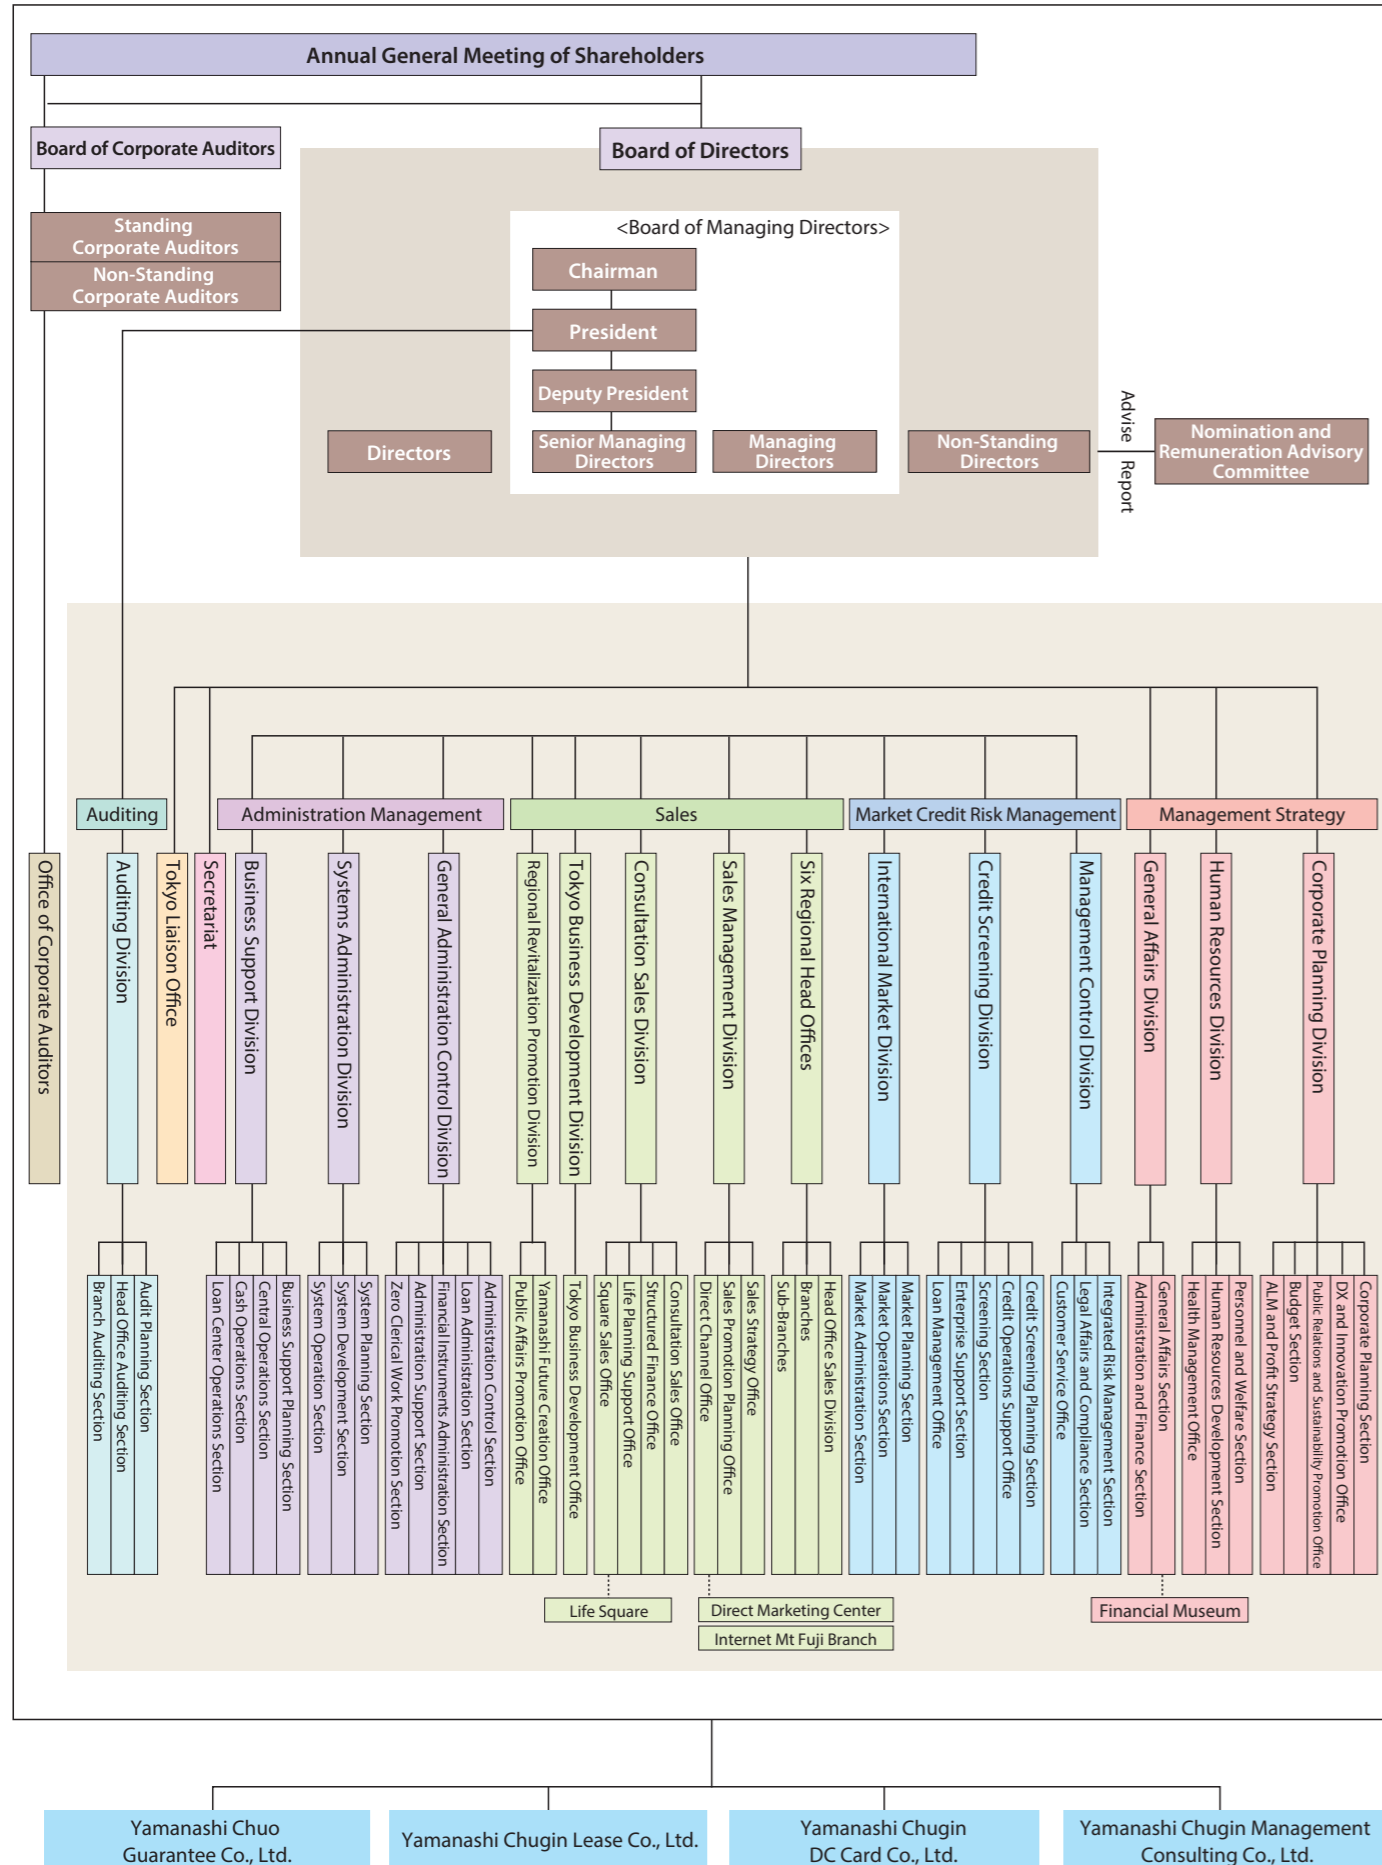 Annual General Meeting of Shareholders
Board of Corporate Auditors
Board of Directors
Standing
Corporate Auditors
Non-Standing
Corporate Auditors
<Board of Managing Directors>
Chairman
President
Deputy President
Directors
Senior Managing
Directors
Managing
Directors
Non-Standing
Directors
Advise
Report
Nomination and
Remuneration Advisory
Committee
Auditing
Administration Management
Sales
Market Credit Risk Management
Management Strategy
Office of Corporate Auditors
Auditing Division
Tokyo Liaison Office
Secretariat
Business Support Division
Systems Administration Division
General Administration Control Division
Regional Revitalization Promotion Division
Tokyo Business Development Division
Consultation Sales Division
Sales Management Division
Six Regional Head Offices
International Market Division
Credit Screening Division
Management Control Division
General Affairs Division
Human Resources Division
Corporate Planning Division
Branch Auditing Section
Head Office Auditing Section
Audit Planning Section
Loan Center Operations Section
Cash Operations Section
Central Operations Section
Business Support Planning Section
System Operation Section
System Development Section
System Planning Section
Zero Clerical Work Promotion Section
Administration Support Section
Financial Instruments Administration Section
Loan Administration Section
Administration Control Section
Public Affairs Promotion Office
Yamanashi Future Creation Office
Tokyo Business Development Office
Square Sales Office
Life Planning Support Office
Structured Finance Office
Consultation Sales Office
Direct Channel Office
Sales Promotion Planning Office
Sales Strategy Office
Sub-Branches
Branches
Head Office Sales Division
Market Administration Section
Market Operations Section
Market Planning Section
Loan Management Office
Enterprise Support Section
Screening Section
Credit Operations Support Office
Credit Screening Planning Section
Customer Service Office
Legal Affairs and Compliance Section
Integrated Risk Management Section
Administration and Finance Section
General Affairs Section
Health Management Office
Human Resources Development Section
Personnel and Welfare Section
ALM and Profit Strategy Section
Budget Section
Public Relations and Sustainability Promotion Office
DX and Innovation Promotion Office
Corporate Planning Section
Life Square
Direct Marketing Center
Internet Mt Fuji Branch
Financial Museum
Yamanashi Chuo
Guarantee Co., Ltd.
Yamanashi Chugin Lease Co., Ltd.
Yamanashi Chugin
DC Card Co., Ltd.
Yamanashi Chugin Management
Consulting Co., Ltd.